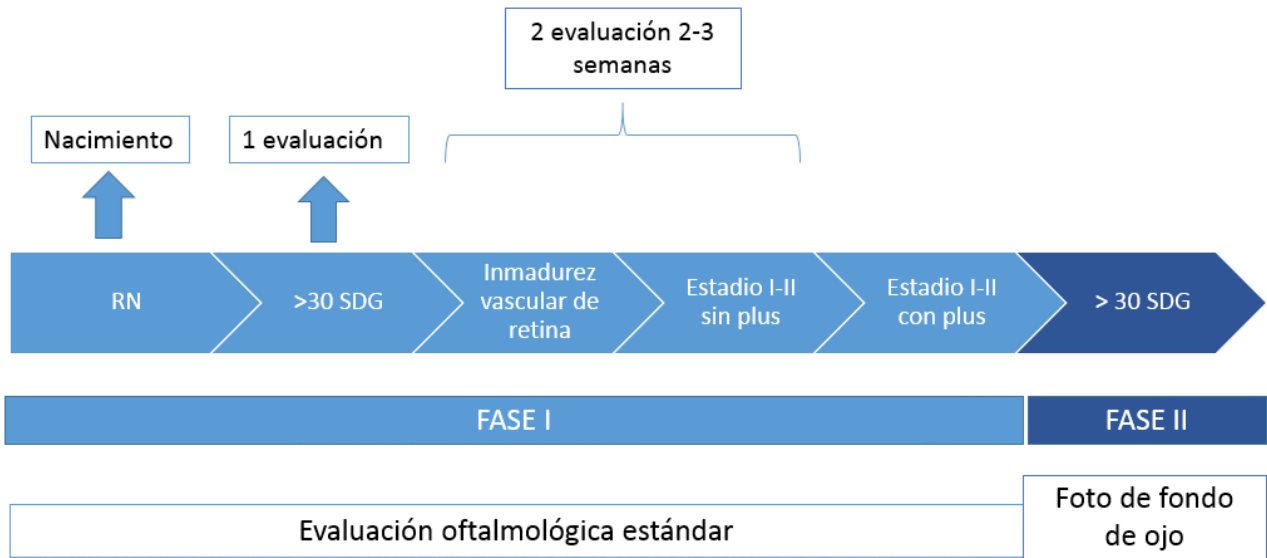 2 evaluación 2-3
semanas
Nacimiento
1 evaluación
RN
>30 SDG
Inmadurez
vascular de
retina
Estadio I-II
sin plus
Estadio I-II
con plus
> 30 SDG
FASE I
FASE II
Evaluación oftalmológica estándar
Foto de fondo
de ojo